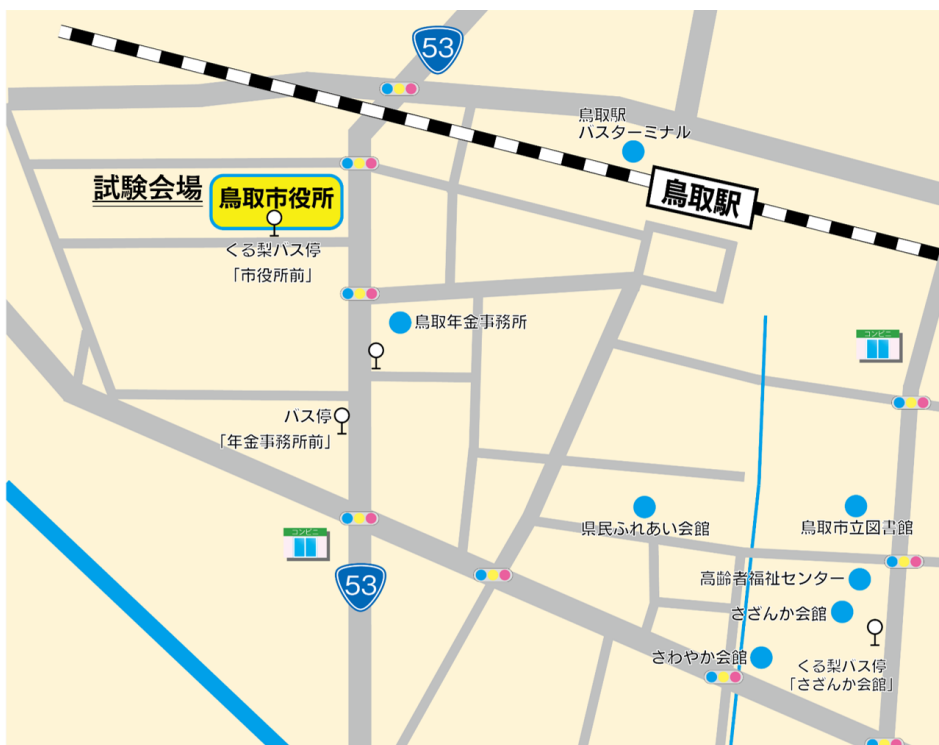 53
鳥取駅
バスターミナル
鳥取駅
試験会場
鳥取市役所
くる梨バス停
「市役所前」
鳥取年金事務所
コンビニ
バス停
「年金事務所前」
県民ふれあい会館
鳥取市立図書館
コンビニ
53
高齢者福祉センター
さざんか会館
さわやか会館
くる梨バス停
「さざんか会館」